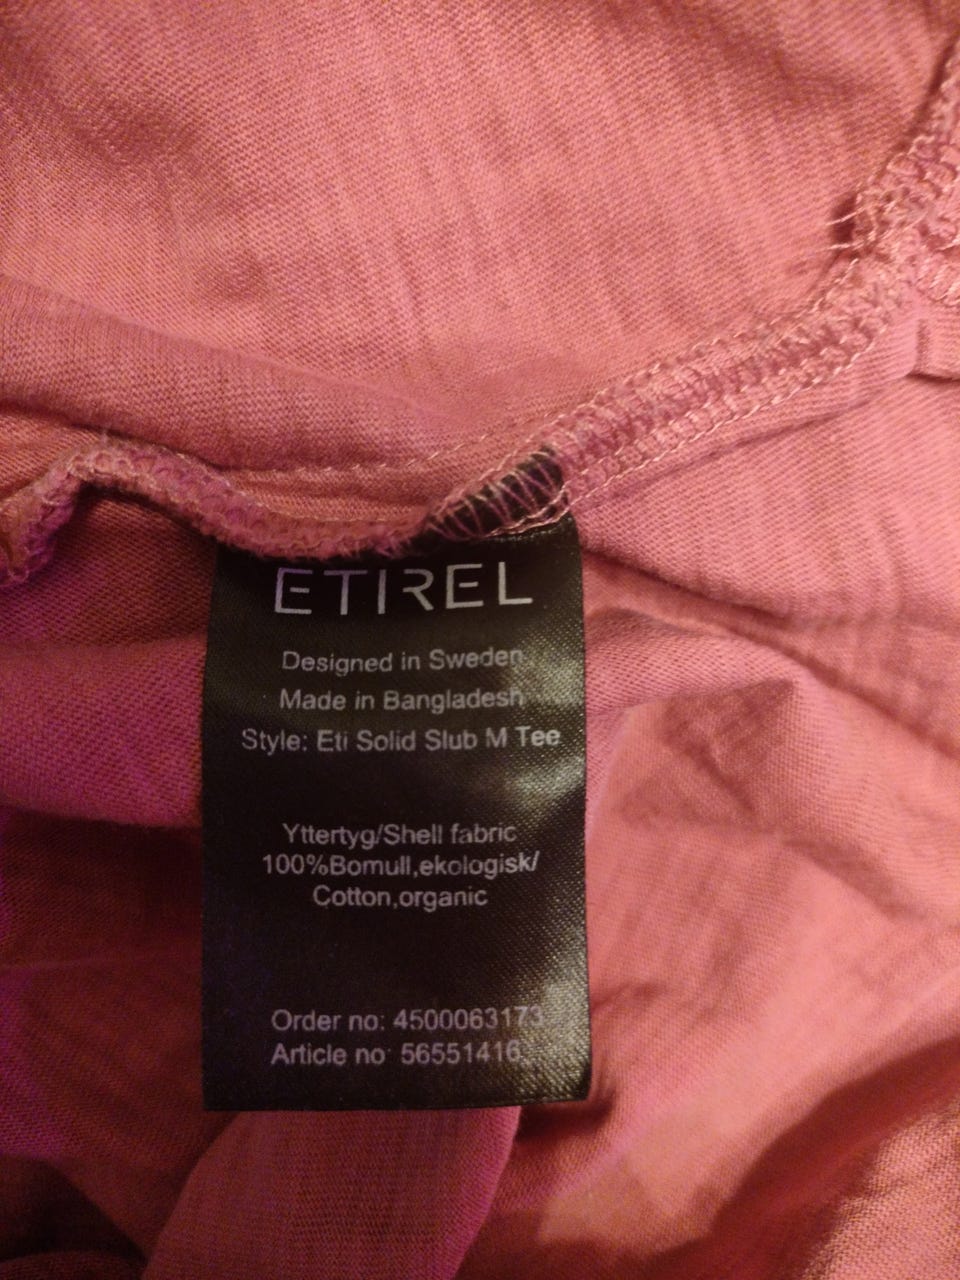 ETIREL
Designed in Sweden
Made in Bangladesh
Style: Eti Solid Slub M Tee
Yttertyg/Shell fabric
100%Bomull,ekologisk/
Cotton,organic
Order no: 4500063173
Article no: 56551416